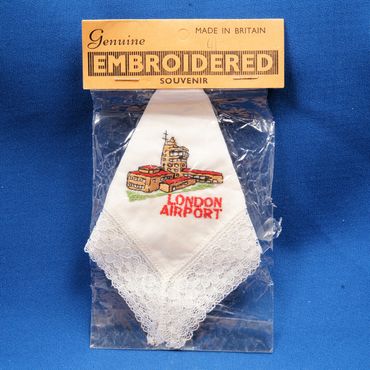 Genuine
MADE IN BRITAIN
EMBROIDERED
SOUVENIR
LONDON
AIRPORT